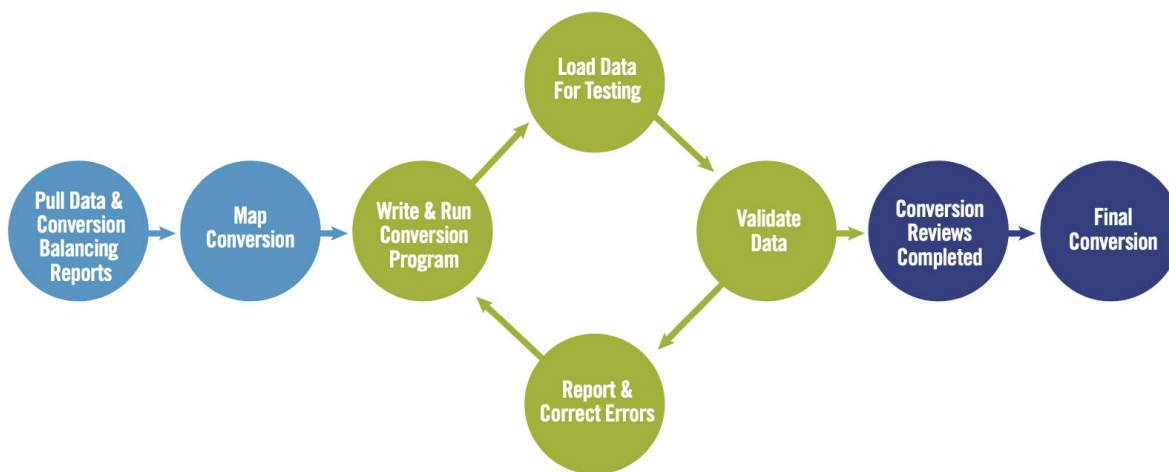 Pull Data &
Conversion
Balancing
Reports
Map
Conversion
Write & Run
Conversion
Program
Load Data
For Testing
Validate
Data
Report &
Correct Errors
Conversion
Reviews
Completed
Final
Conversion